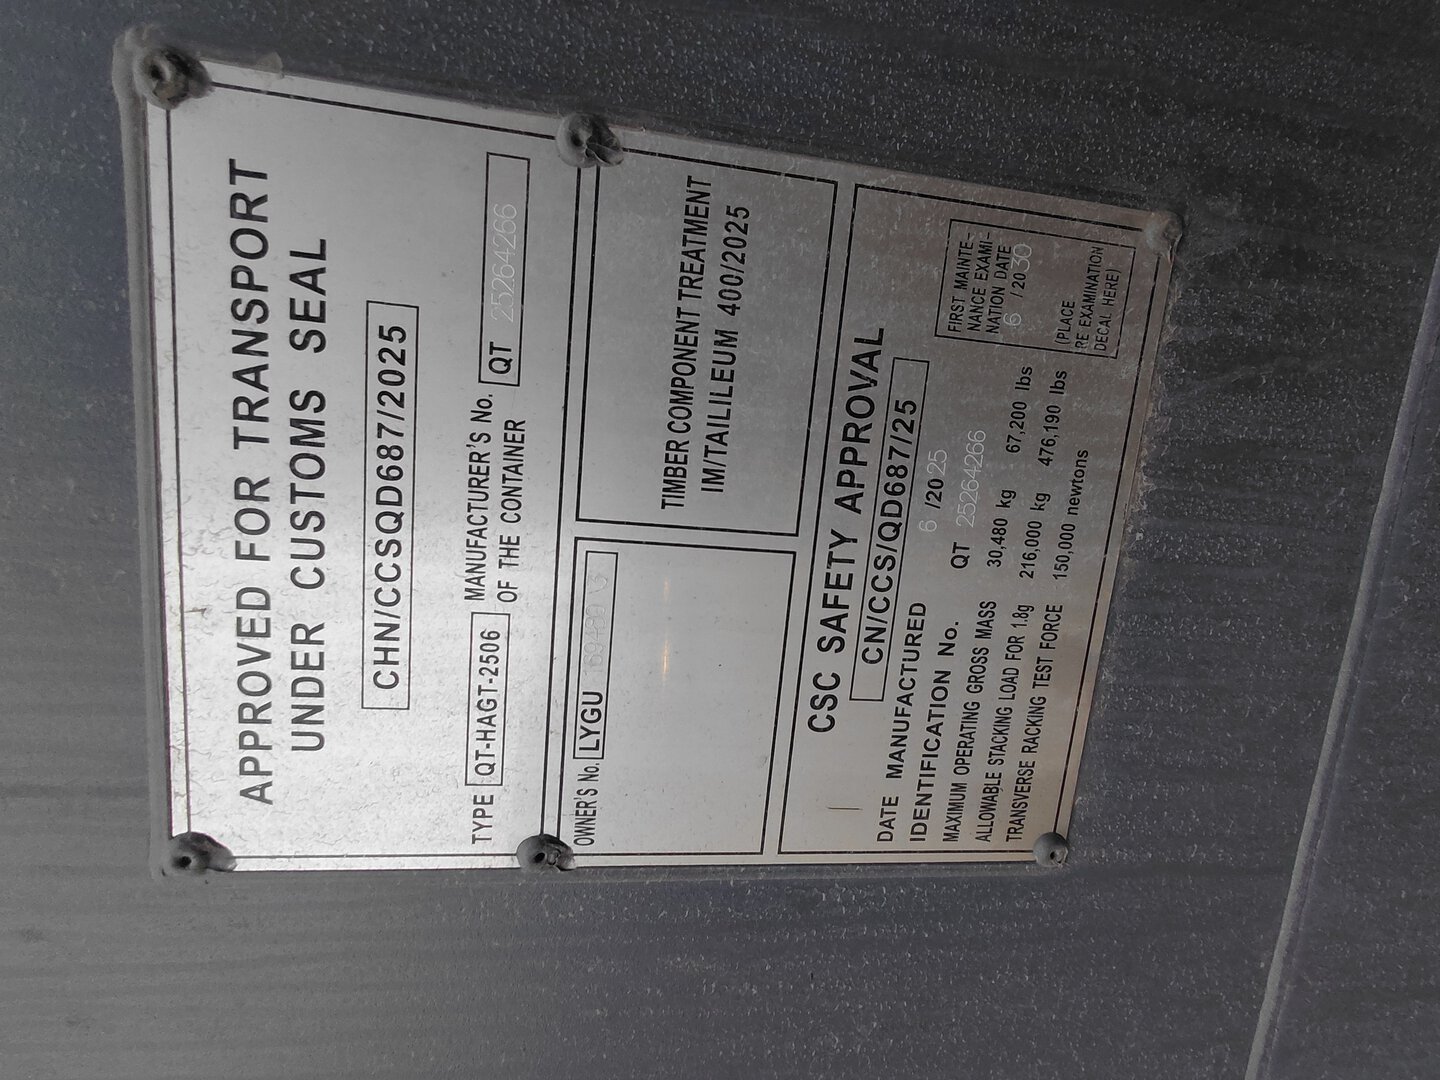 APPROVED FOR TRANSPORT
UNDER CUSTOMS SEAL
CHN/CCSQD687/2025
TYPE QT-HAGT-2506 MANUFACTURER'S No.
OF THE CONTAINER QT 25264266
OWNER'S No. LYGU
TIMBER COMPONENT TREATMENT
IM/TAILILEUM 400/2025
CSC SAFETY APPROVAL
CN/CCS/QD687/25
DATE MANUFACTURED 6 /2025
IDENTIFICATION No. QT 25264266
MAXIMUM OPERATING GROSS MASS 30,480 kg 67,200 lbs
ALLOWABLE STACKING LOAD FOR 1.8g 216,000 kg 476,190 lbs
TRANSVERSE RACKING TEST FORCE 150,000 newtons
FIRST MAINTE-
NANCE EXAMI-
NATION DATE
6 /2030
(PLACE
RE EXAMINATION
DECAL HERE)